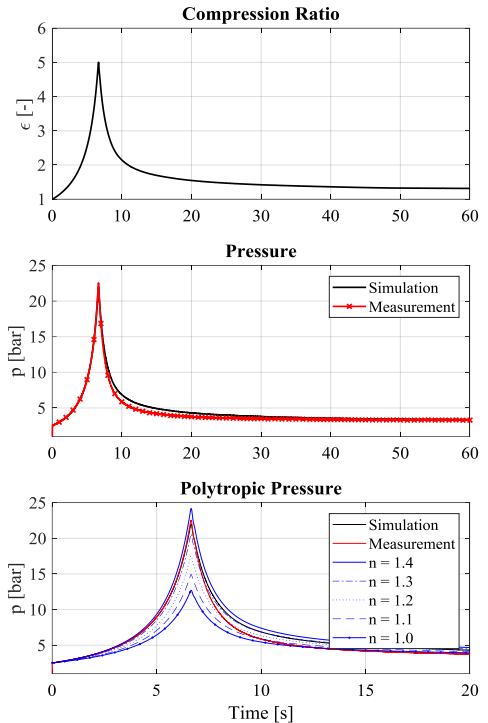 Compression Ratio
6
5
4
3
2
1
ϵ [-]
0 10 20 30 40 50 60
Pressure
25
20
15
10
5
p [bar]
Simulation
Measurement
0 10 20 30 40 50 60
Polytropic Pressure
25
20
15
10
5
p [bar]
Simulation
Measurement
n = 1.4
n = 1.3
n = 1.2
n = 1.1
n = 1.0
0 5 10 15 20
Time [s]